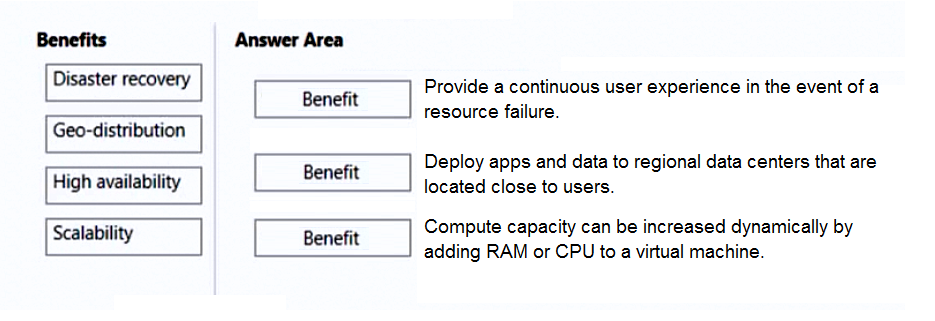 Benefits
Answer Area
Disaster recovery
Geo-distribution
High availability
Scalability
Benefit
Provide a continuous user experience in the event of a
resource failure.
Benefit
Deploy apps and data to regional data centers that are
located close to users.
Benefit
Compute capacity can be increased dynamically by
adding RAM or CPU to a virtual machine.